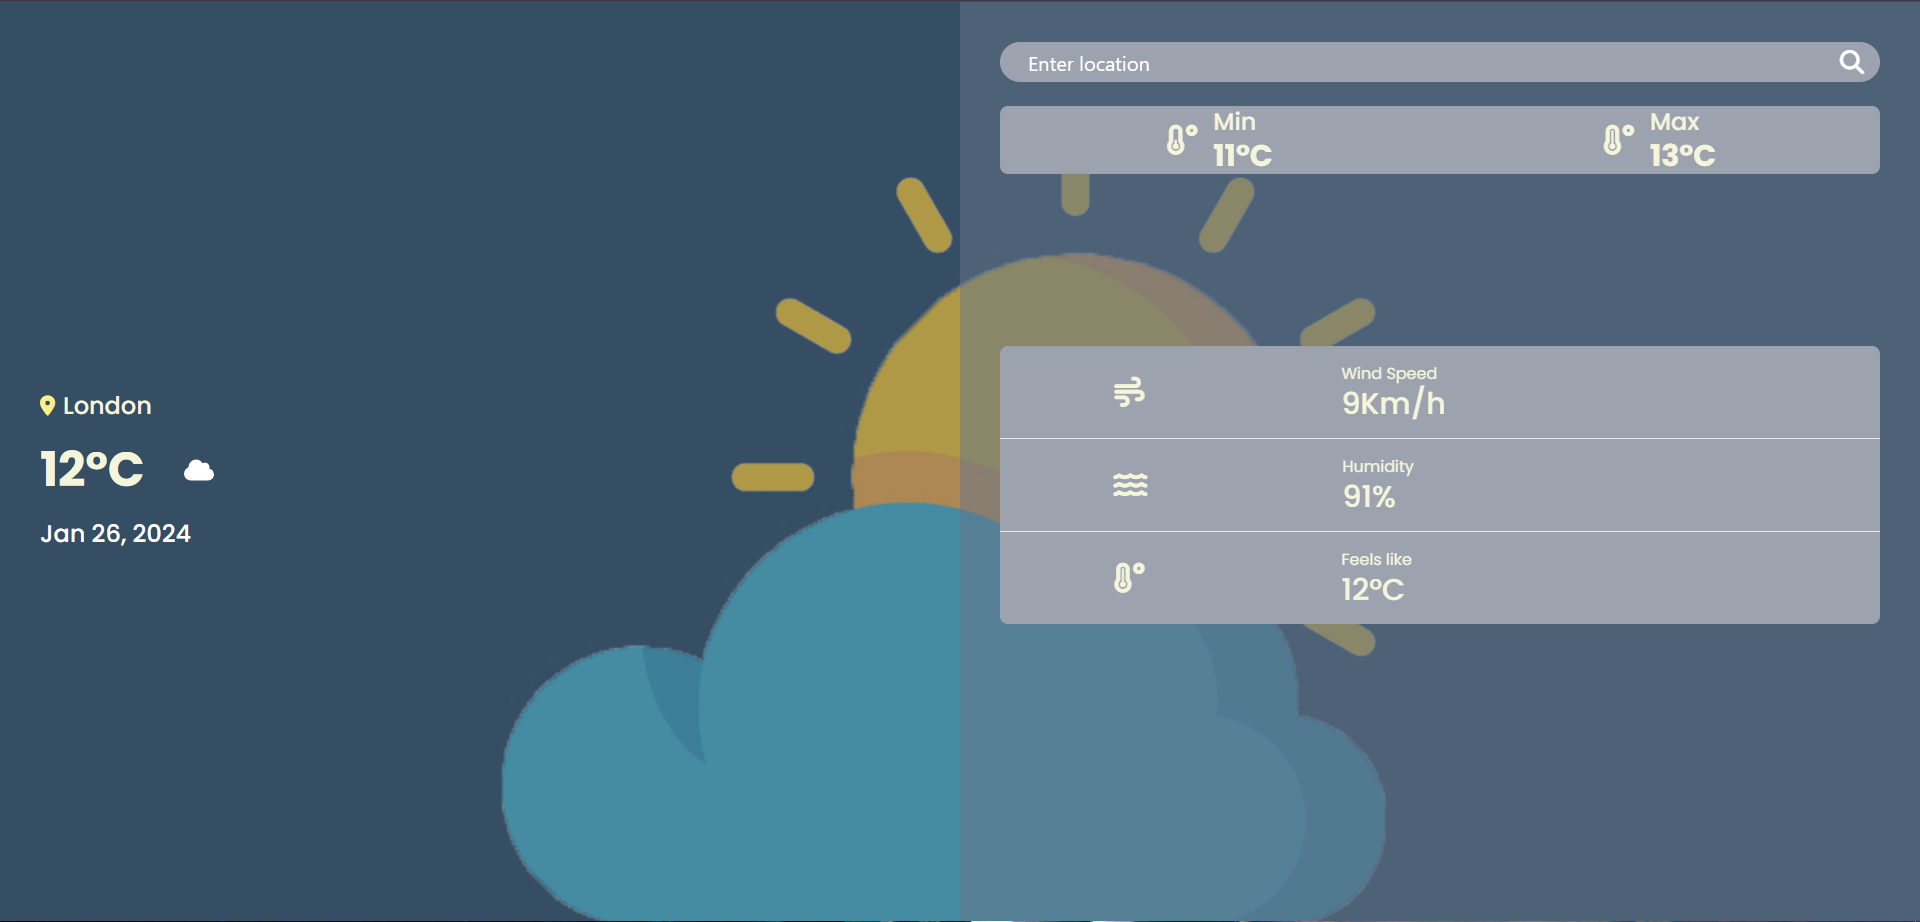 London
12°C
Jan 26, 2024
Enter location
Min
11°C
Max
13°C
Wind Speed
9Km/h
Humidity
91%
Feels like
12°C